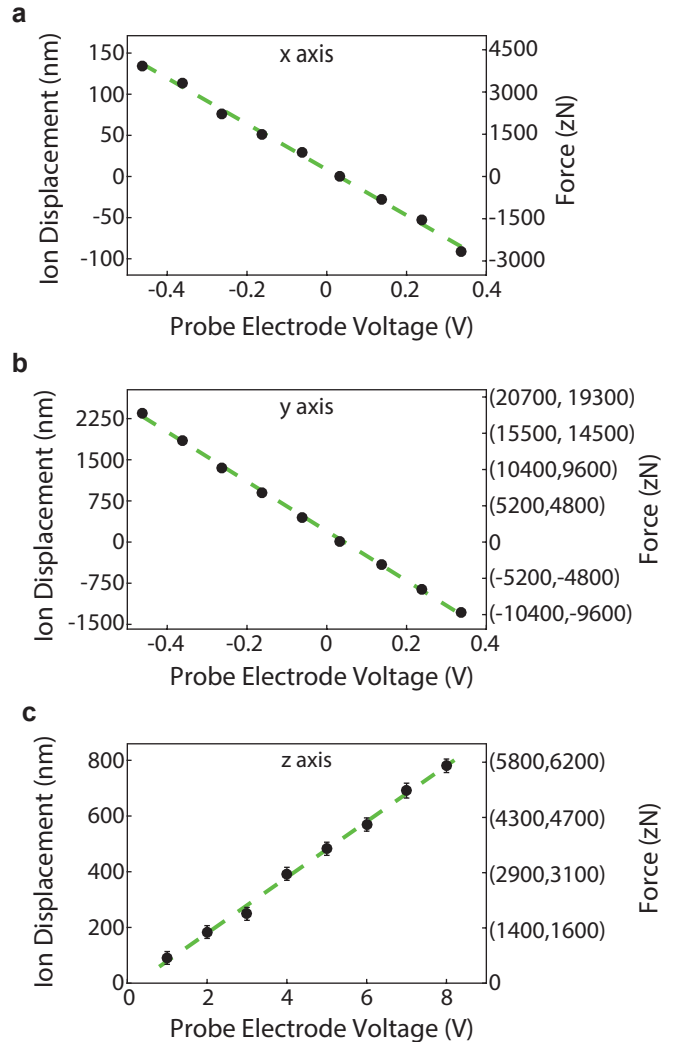 a
x axis
Ion Displacement (nm)
150
100
50
0
-50
-100
4500
3000
1500
0
-1500
-3000
Force (zN)
-0.4 -0.2 0 0.2 0.4
Probe Electrode Voltage (V)
b
y axis
Ion Displacement (nm)
2250
1500
750
0
-750
-1500
(20700, 19300)
(15500, 14500)
(10400,9600)
(5200,4800)
0
(-5200,-4800)
(-10400,-9600)
Force (zN)
-0.4 -0.2 0 0.2 0.4
Probe Electrode Voltage (V)
c
z axis
Ion Displacement (nm)
800
600
400
200
0
(5800,6200)
(4300,4700)
(2900,3100)
(1400,1600)
0
Force (zN)
0 2 4 6 8
Probe Electrode Voltage (V)